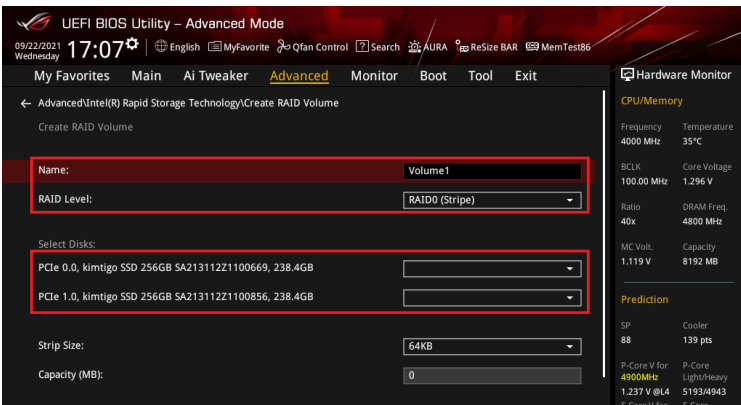 UEFI BIOS Utility – Advanced Mode
09/22/2021 Wednesday 17:07 English MyFavorite Qfan Control ? Search AURA ReSize BAR MemTest86
My Favorites Main Ai Tweaker Advanced Monitor Boot Tool Exit
← Advanced\Intel(R) Rapid Storage Technology\Create RAID Volume
Create RAID Volume
Name: Volume1
RAID Level: RAID0 (Stripe)
Select Disks:
PCIe 0.0, kimtigo SSD 256GB SA213112Z1100669, 238.4GB
PCIe 1.0, kimtigo SSD 256GB SA213112Z1100856, 238.4GB
Strip Size: 64KB
Capacity (MB): 0
Hardware Monitor
CPU/Memory
Frequency Temperature
4000 MHz 35°C
BCLK Core Voltage
100.00 MHz 1.296 V
Ratio DRAM Freq.
40x 4800 MHz
MC Volt. Capacity
1.119 V 8192 MB
Prediction
SP Cooler
88 139 pts
P-Core V for P-Core
4900MHz Light/Heavy
1.237 V @L4 5193/4943